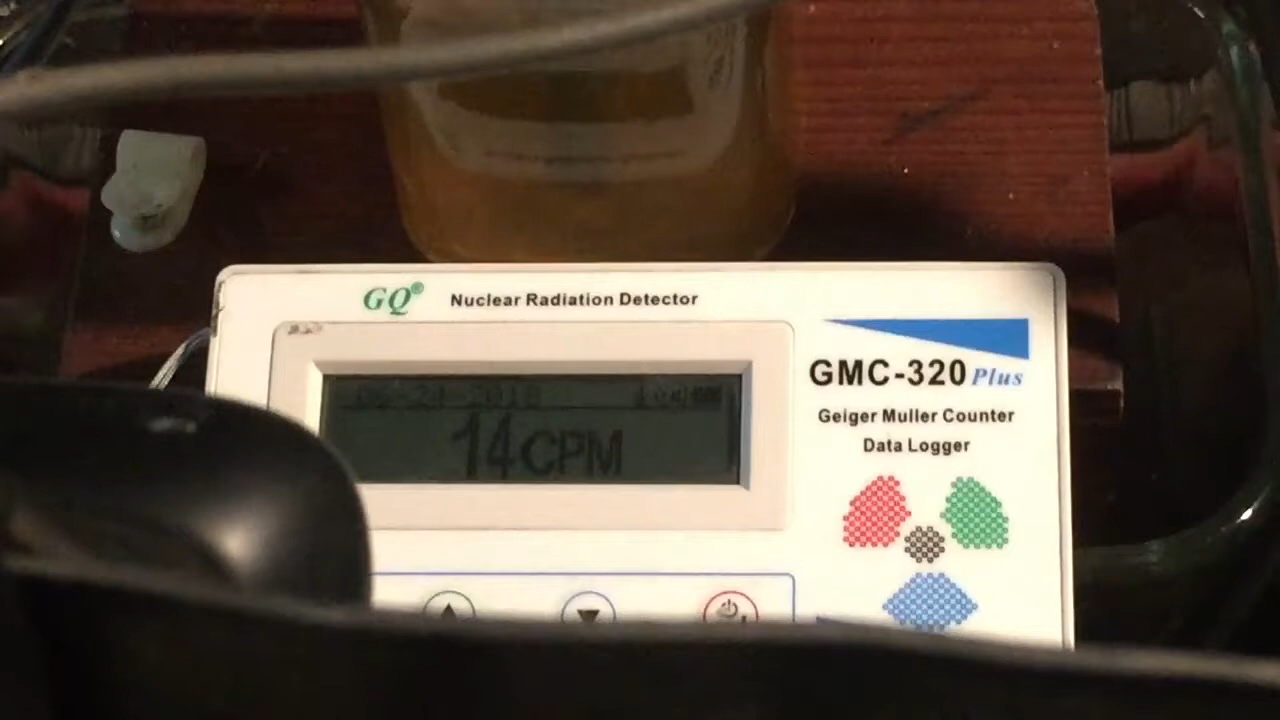 GQ® Nuclear Radiation Detector
14CPM
GMC-320 Plus
Geiger Muller Counter
Data Logger